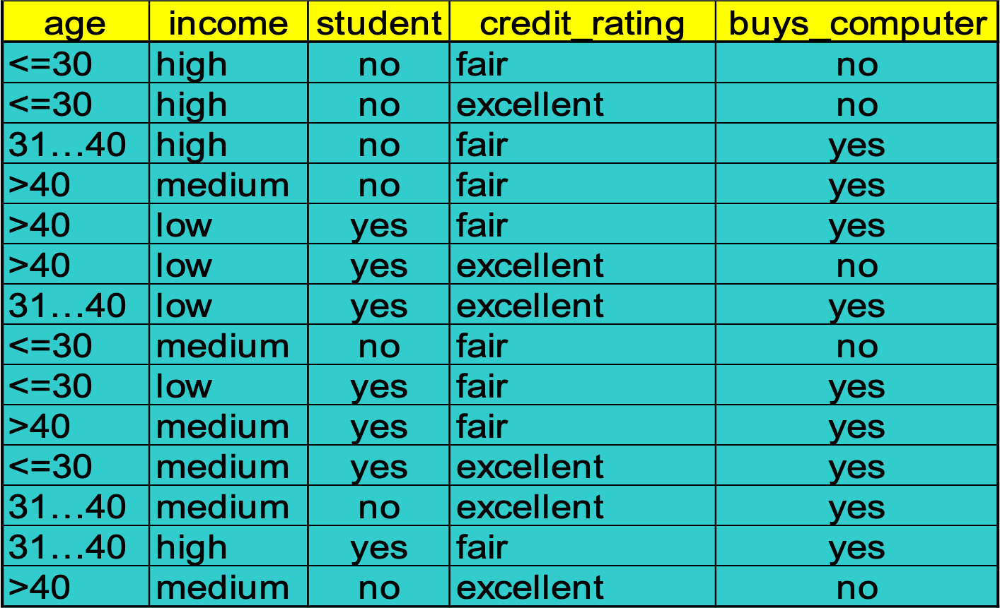 age income student credit_rating buys_computer
<=30 high no fair no
<=30 high no excellent no
31…40 high no fair yes
>40 medium no fair yes
>40 low yes fair yes
>40 low yes excellent no
31…40 low yes excellent yes
<=30 medium no fair no
<=30 low yes fair yes
>40 medium yes fair yes
<=30 medium yes excellent yes
31…40 medium no excellent yes
31…40 high yes fair yes
>40 medium no excellent no